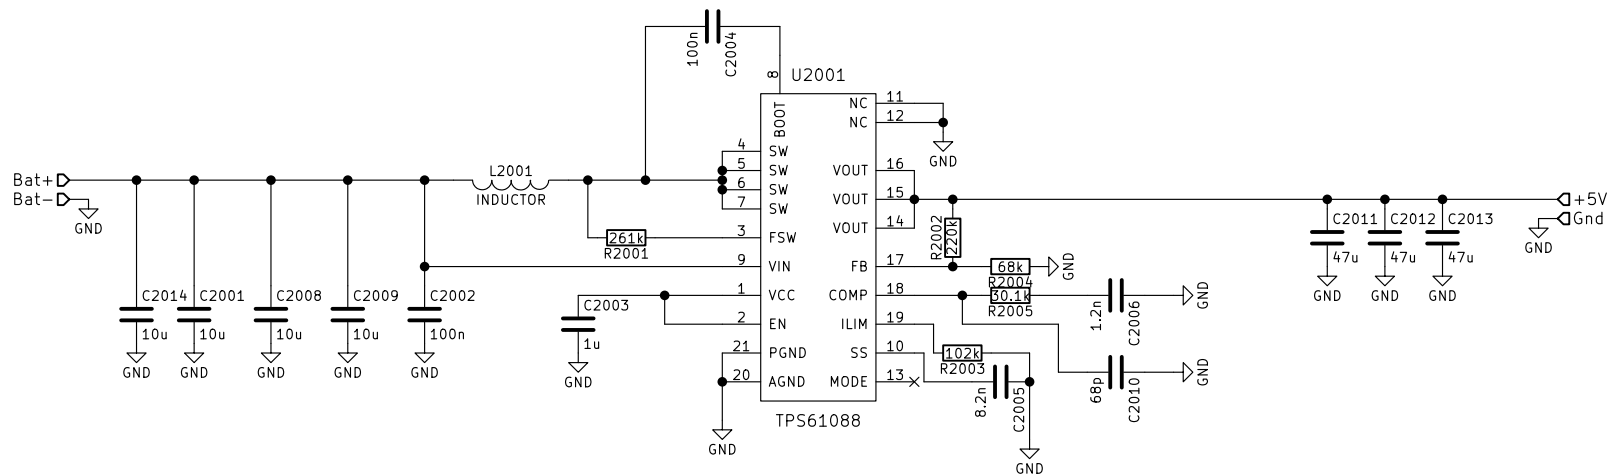 100n
C2004
8
U2001
BOOT
NC
11
NC
12
GND
4
SW
5
SW
6
SW
7
SW
VOUT
16
VOUT
15
VOUT
14
Bat+
Bat-
GND
L2001
INDUCTOR
261k
R2001
3
FSW
9
VIN
1
VCC
2
EN
21
PGND
20
AGND
R2002
220k
FB
17
68k
R2004
GND
COMP
18
30.1k
R2005
1.2n
C2006
GND
ILIM
19
102k
R2003
SS
10
8.2n
C2005
GND
MODE
13
68p
C2010
GND
C2014
10u
GND
C2001
10u
GND
C2008
10u
GND
C2009
10u
GND
C2002
100n
GND
C2003
1u
GND
GND
TPS61088
C2011
47u
GND
C2012
47u
GND
C2013
47u
GND
+5V
Gnd
GND